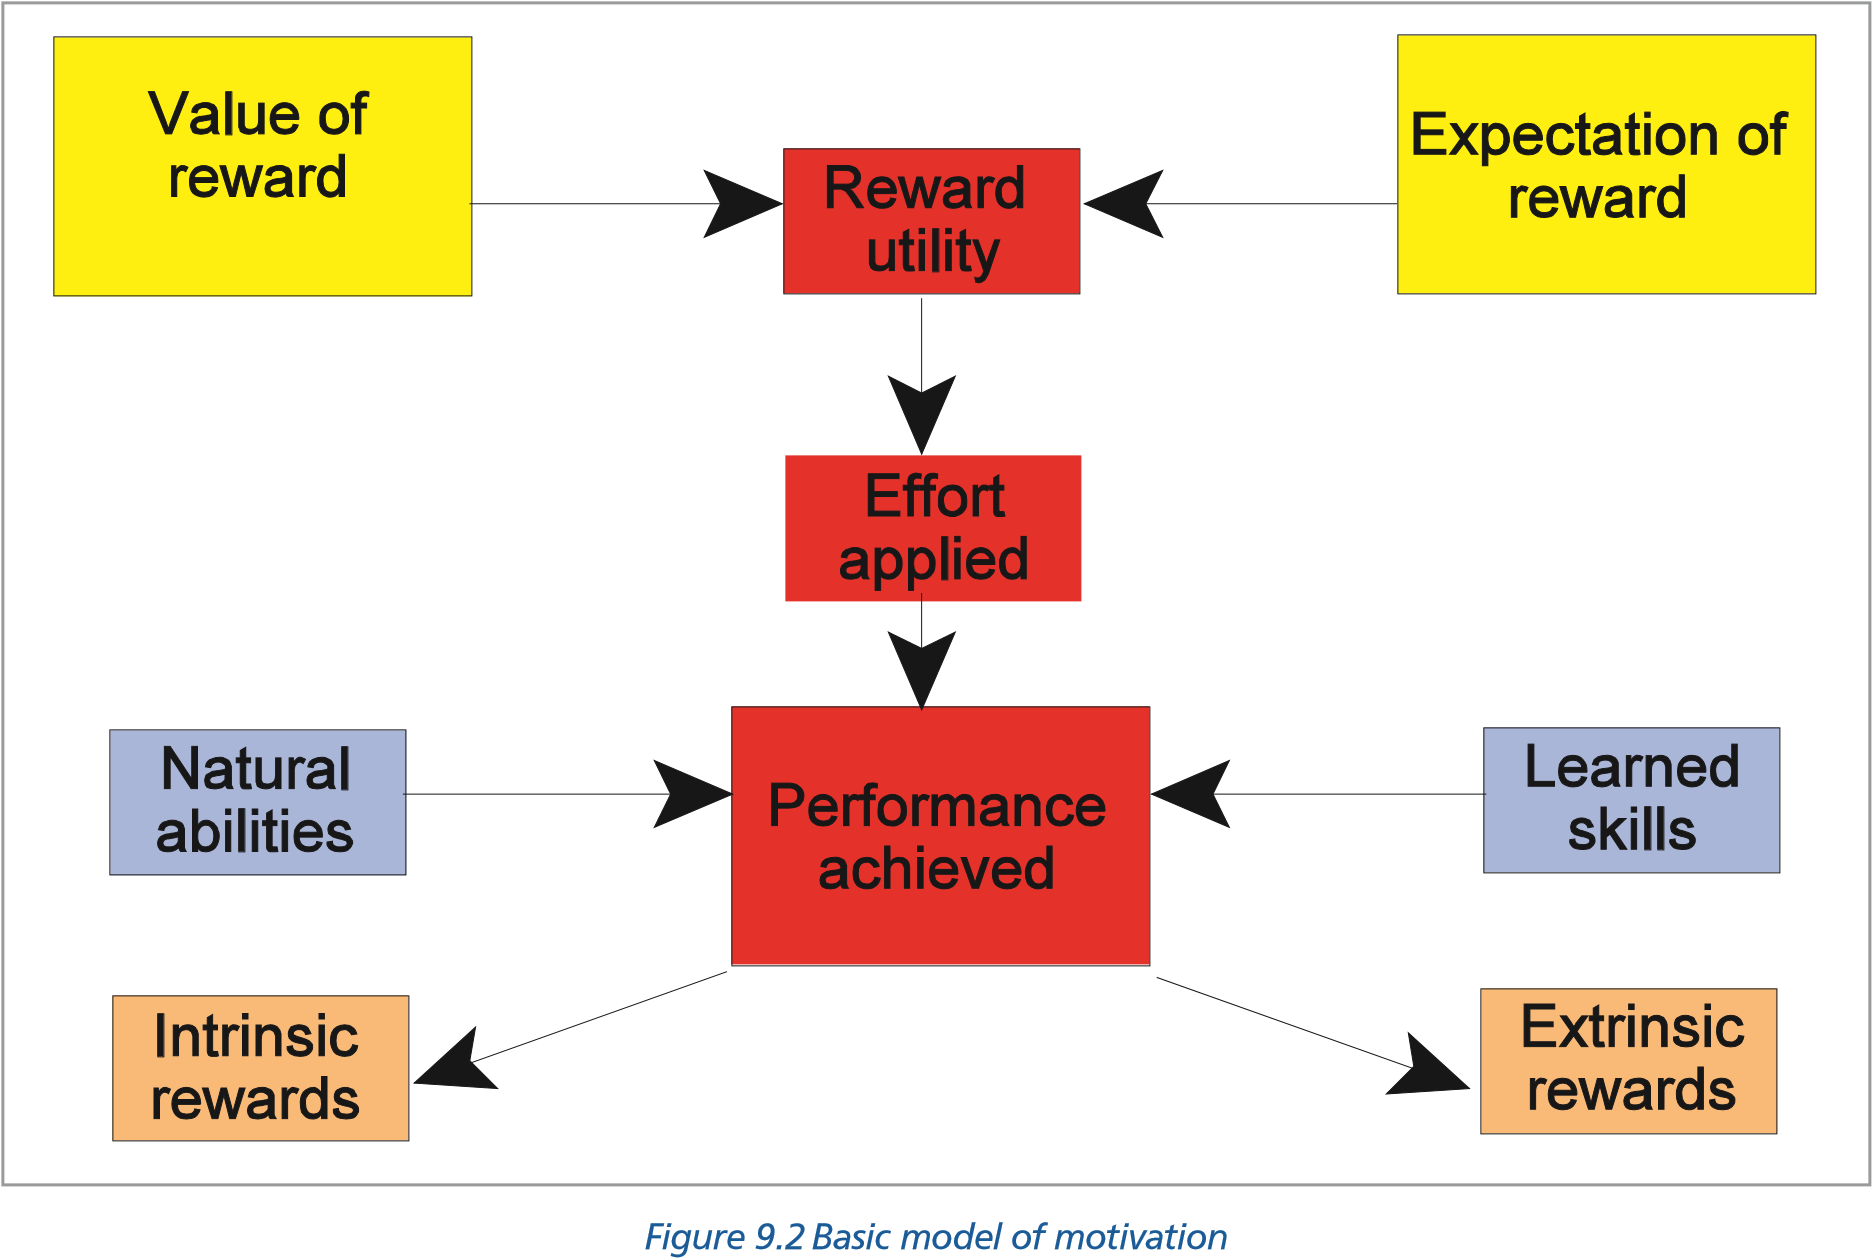 Value of
reward
Expectation of
reward
Reward
utility
Effort
applied
Natural
abilities
Performance
achieved
Learned
skills
Intrinsic
rewards
Extrinsic
rewards
Figure 9.2 Basic model of motivation